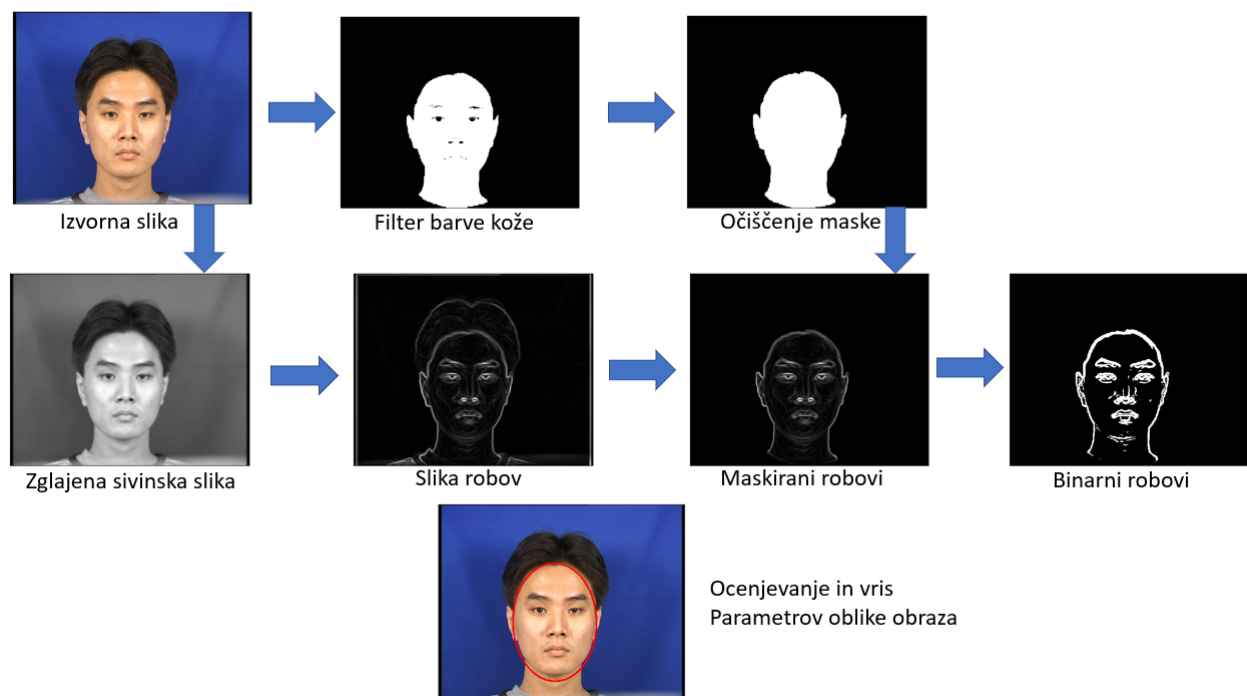 Izvorna slika
Filter barve kože
Očiščenje maske
Zglajena sivinska slika
Slika robov
Maskirani robovi
Binarni robovi
Ocenjevanje in vris
Parametrov oblike obraza